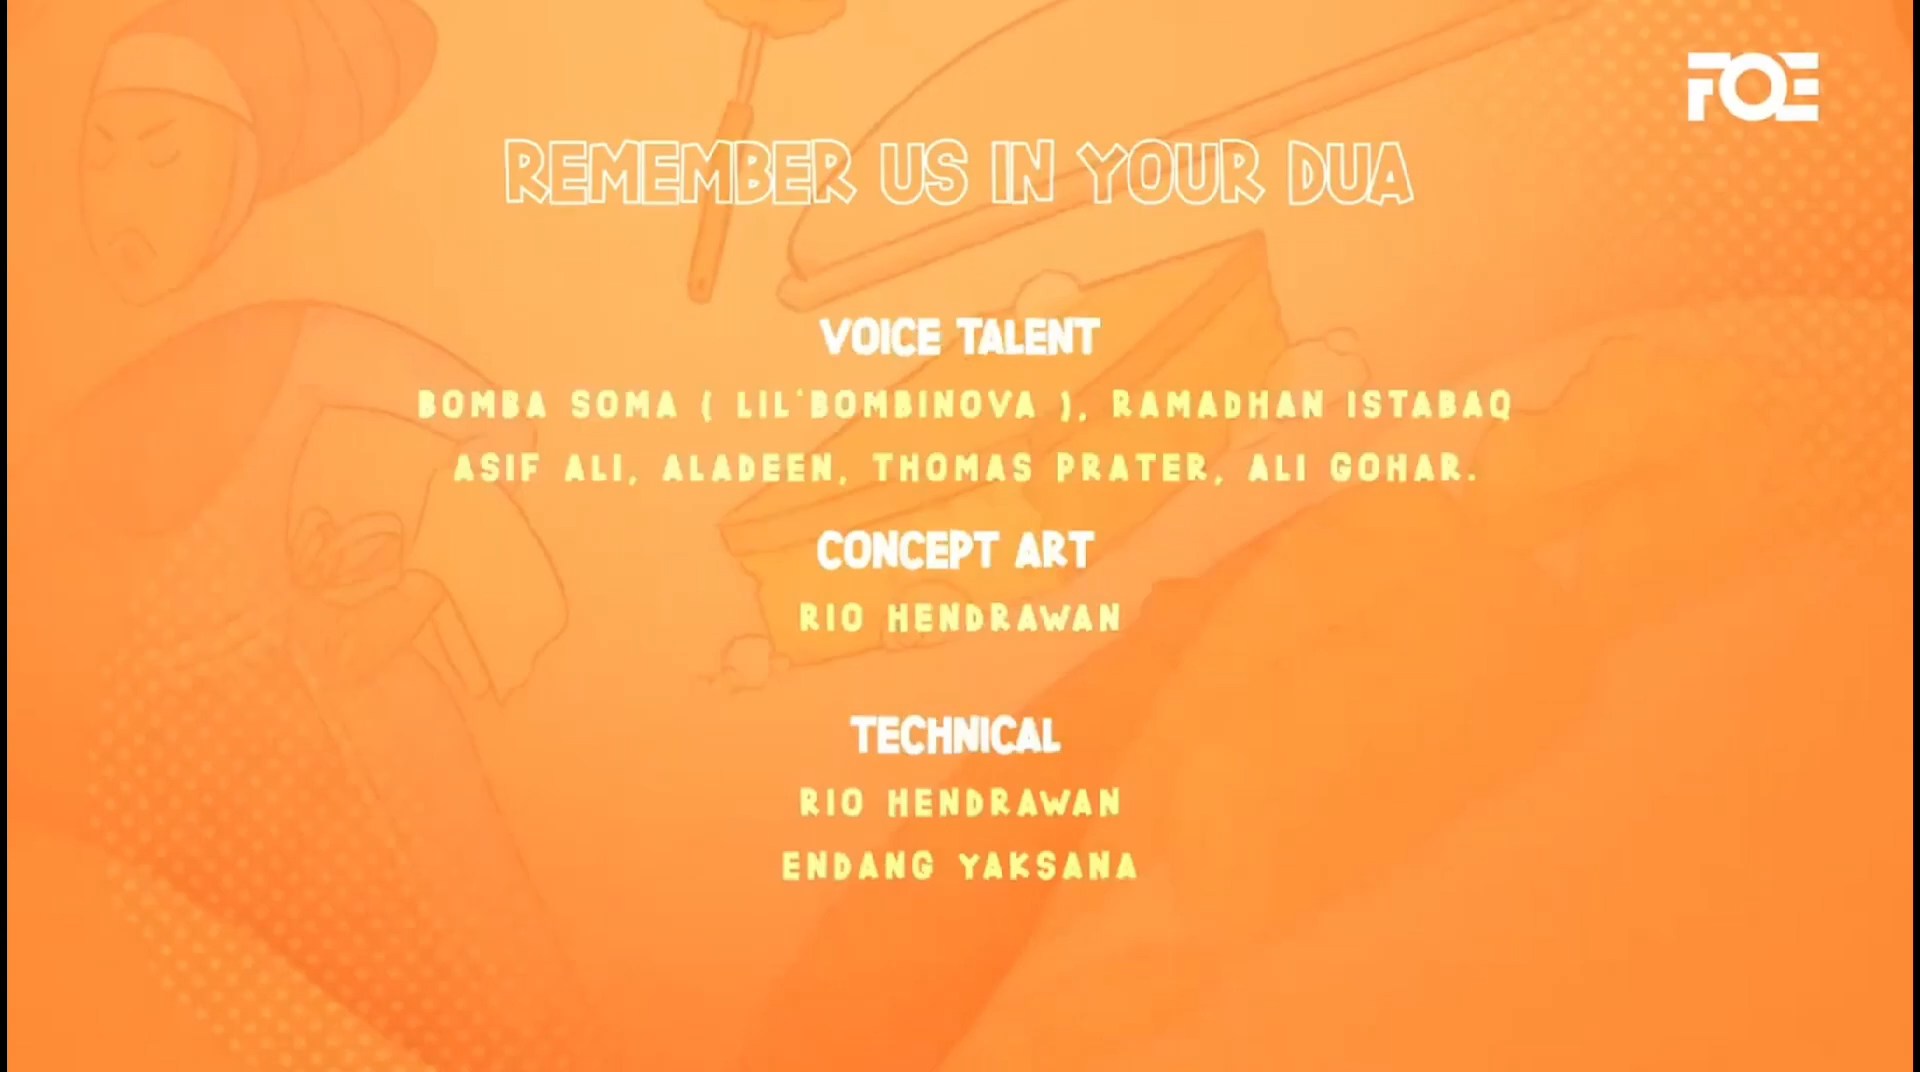 FOE
REMEMBER US IN YOUR DUA
VOICE TALENT
BOMBA SOMA ( LIL'BOMBINOVA ), RAMADHAN ISTABAQ
ASIF ALI, ALADEEN, THOMAS PRATER, ALI GOHAR.
CONCEPT ART
RIO HENDRAWAN
TECHNICAL
RIO HENDRAWAN
ENDANG YAKSANA